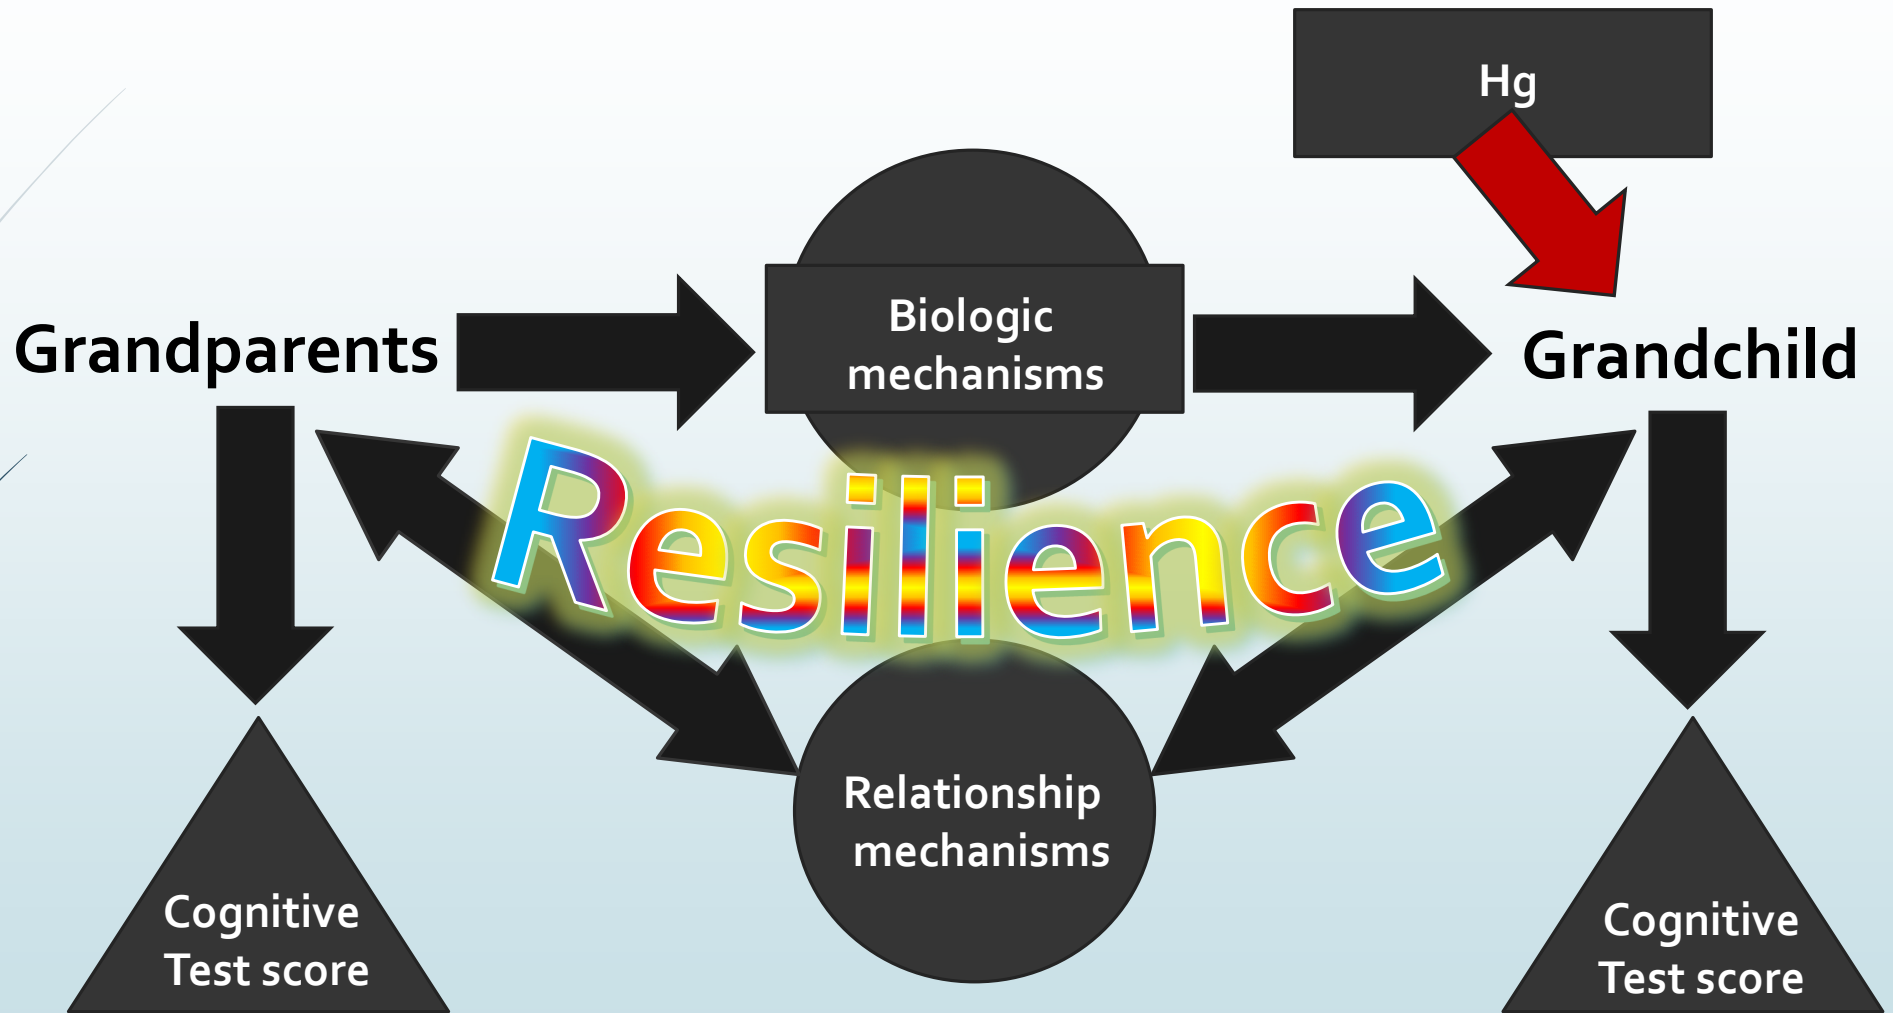 Hg
Biologic
mechanisms
Grandparents
Grandchild
Resilience
Relationship
mechanisms
Cognitive
Test score
Cognitive
Test score